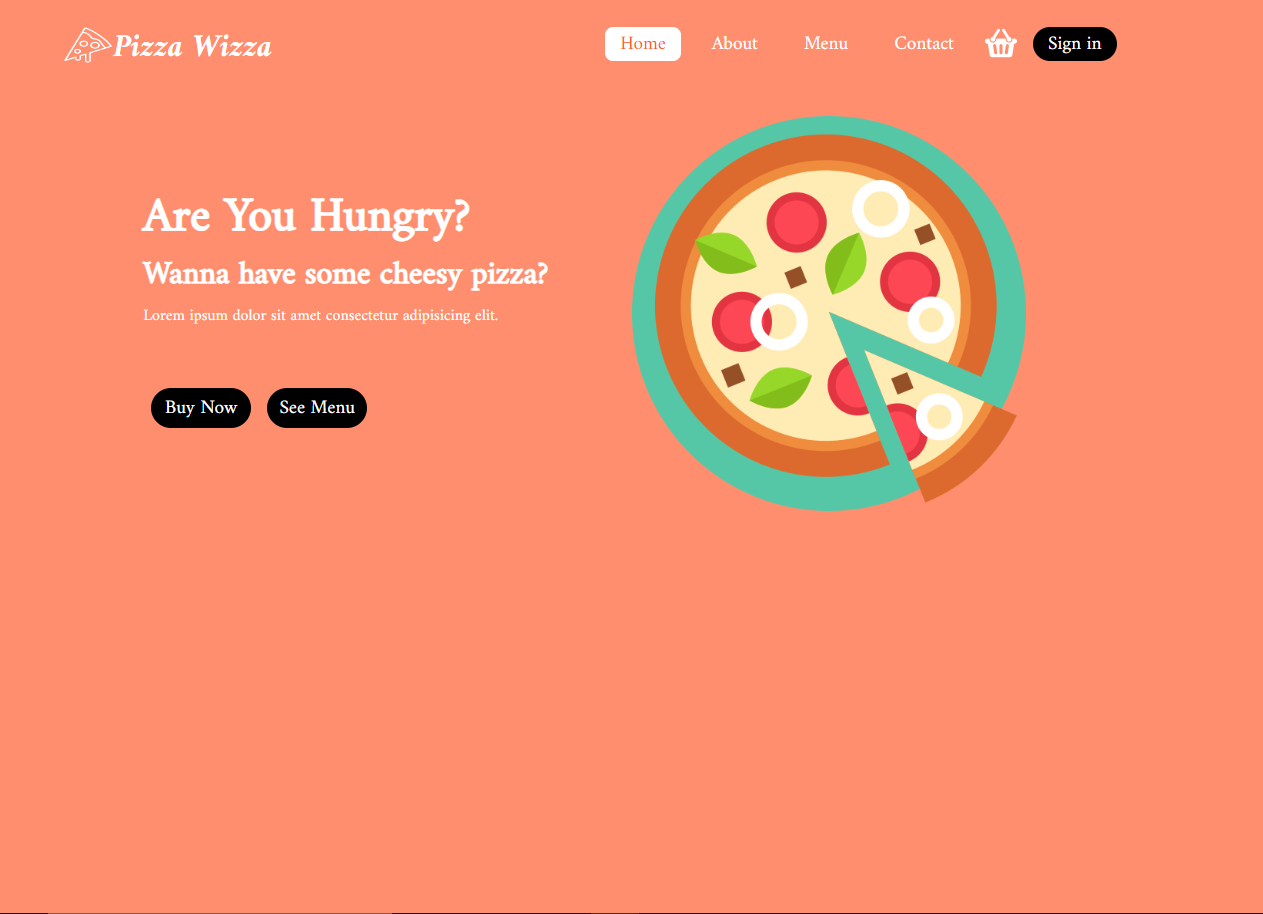 Pizza Wizza
Home About Menu Contact Sign in
Are You Hungry?
Wanna have some cheesy pizza?
Lorem ipsum dolor sit amet consectetur adipisicing elit.
Buy Now See Menu